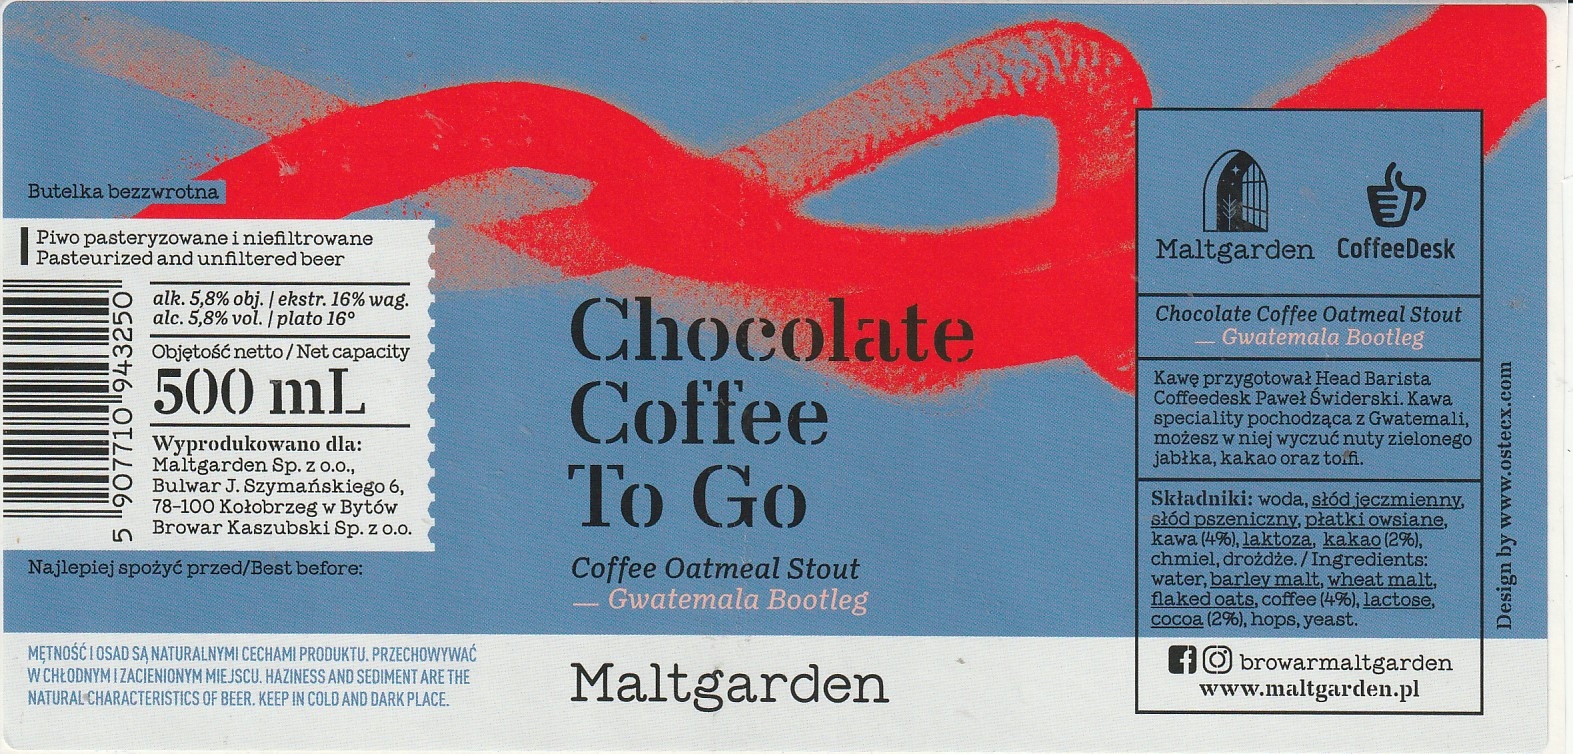 Butelka bezzwrotna
Piwo pasteryzowane i niefiltrowane
Pasteurized and unfiltered beer
alk. 5,8% obj. / ekstr. 16% wag.
alc. 5,8% vol. / plato 16°
Objętość netto / Net capacity
500 mL
Wyprodukowano dla:
Maltgarden Sp. z o.o.,
Bulwar J. Szymańskiego 6,
78-100 Kołobrzeg w Bytów
Browar Kaszubski Sp. z o.o.
5 907710 943250
Najlepiej spożyć przed/Best before:
MĘTNOŚĆ I OSAD SĄ NATURALNYMI CECHAMI PRODUKTU. PRZECHOWYWAĆ
W CHŁODNYM I ZACIENIONYM MIEJSCU. HAZINESS AND SEDIMENT ARE THE
NATURAL CHARACTERISTICS OF BEER. KEEP IN COLD AND DARK PLACE.
Chocolate
Coffee
To Go
Coffee Oatmeal Stout
— Gwatemala Bootleg
Maltgarden
Maltgarden
CoffeeDesk
Chocolate Coffee Oatmeal Stout
— Gwatemala Bootleg
Kawę przygotował Head Barista
Coffeedesk Paweł Świderski. Kawa
speciality pochodząca z Gwatemali,
możesz w niej wyczuć nuty zielonego
jabłka, kakao oraz toffi.
Składniki: woda, słód jęczmienny,
słód pszeniczny, płatki owsiane,
kawa (4%), laktoza, kakao (2%),
chmiel, drożdże. / Ingredients:
water, barley malt, wheat malt,
flaked oats, coffee (4%), lactose,
cocoa (2%), hops, yeast.
browarmaltgarden
www.maltgarden.pl
Design by www.ostecx.com